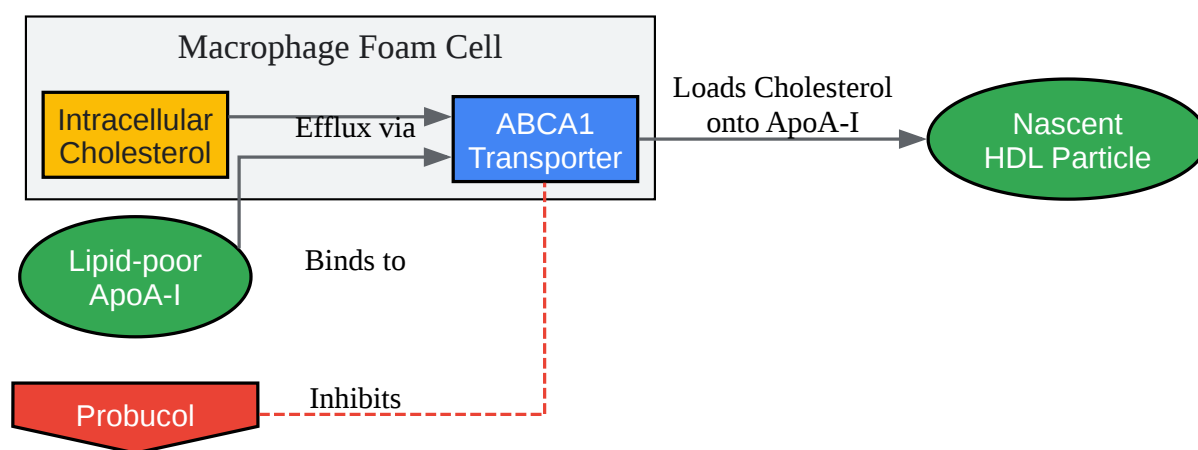 Macrophage Foam Cell
Intracellular
Cholesterol
Efflux via
ABCA1
Transporter
Loads Cholesterol
onto ApoA-I
Nascent
HDL Particle
Lipid-poor
ApoA-I
Binds to
Probucol
Inhibits